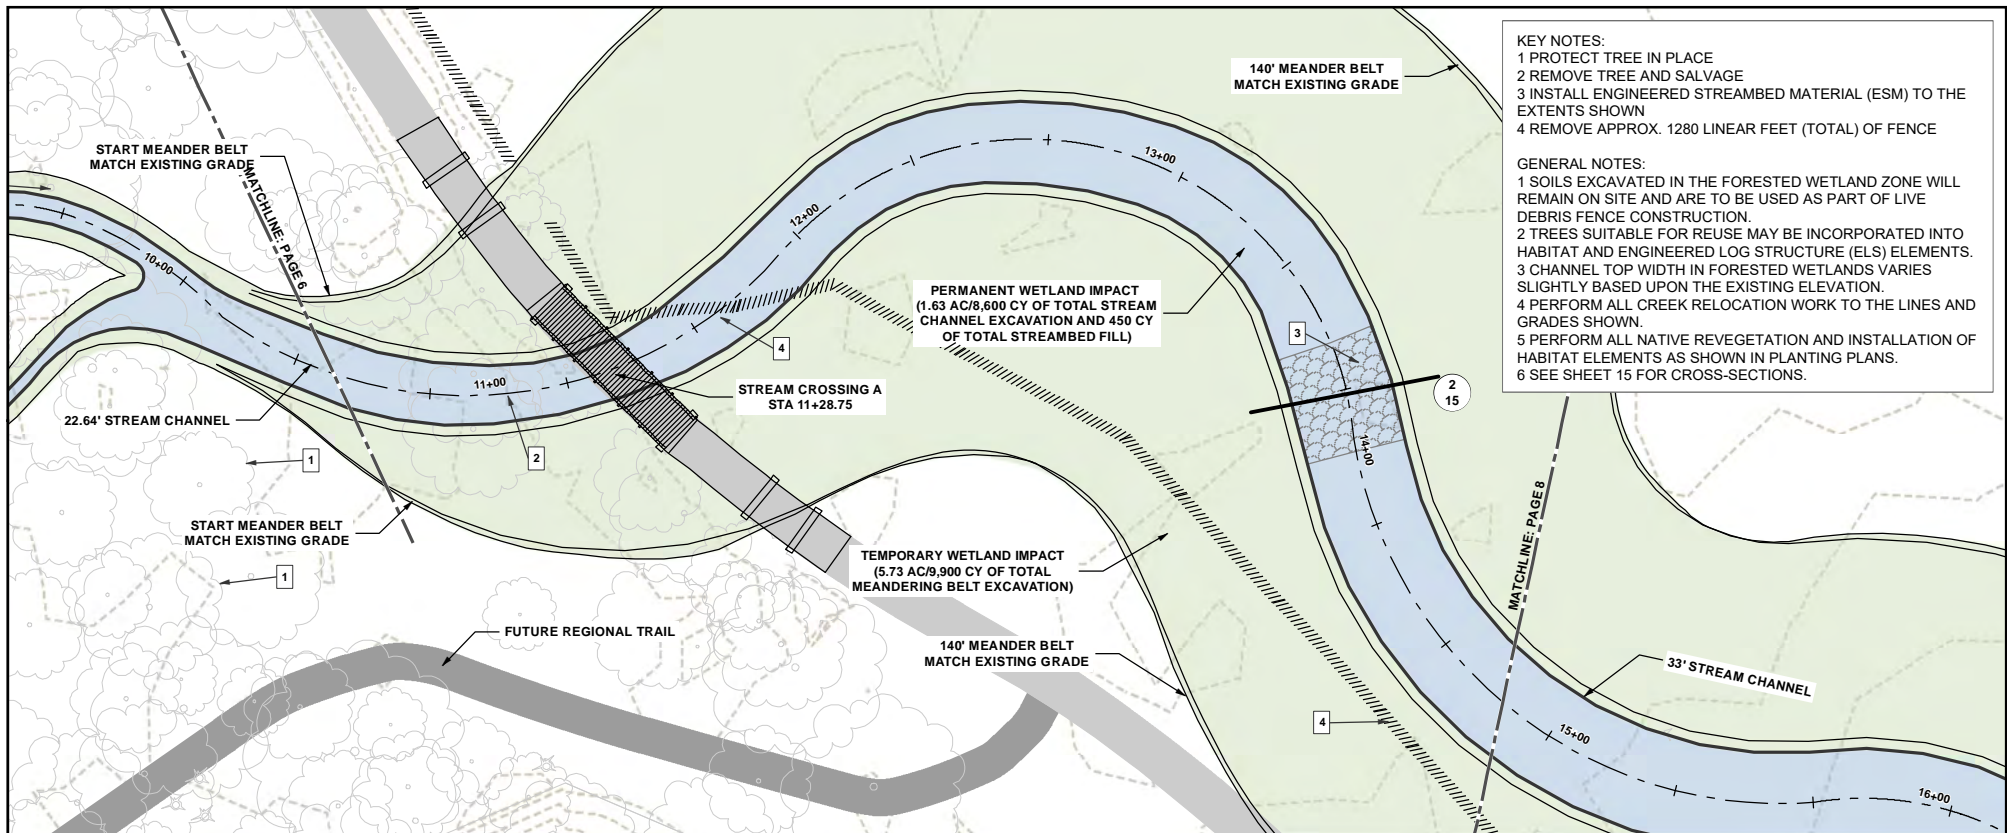 KEY NOTES:
1 PROTECT TREE IN PLACE
2 REMOVE TREE AND SALVAGE
3 INSTALL ENGINEERED STREAMBED MATERIAL (ESM) TO THE
EXTENTS SHOWN
4 REMOVE APPROX. 1280 LINEAR FEET (TOTAL) OF FENCE
GENERAL NOTES:
1 SOILS EXCAVATED IN THE FORESTED WETLAND ZONE WILL
REMAIN ON SITE AND ARE TO BE USED AS PART OF LIVE
DEBRIS FENCE CONSTRUCTION.
2 TREES SUITABLE FOR REUSE MAY BE INCORPORATED INTO
HABITAT AND ENGINEERED LOG STRUCTURE (ELS) ELEMENTS.
3 CHANNEL TOP WIDTH IN FORESTED WETLANDS VARIES
SLIGHTLY BASED UPON THE EXISTING ELEVATION.
4 PERFORM ALL CREEK RELOCATION WORK TO THE LINES AND
GRADES SHOWN.
5 PERFORM ALL NATIVE REVEGETATION AND INSTALLATION OF
HABITAT ELEMENTS AS SHOWN IN PLANTING PLANS.
6 SEE SHEET 15 FOR CROSS-SECTIONS.
140' MEANDER BELT
MATCH EXISTING GRADE
START MEANDER BELT
MATCH EXISTING GRADE
MATCHLINE: PAGE 6
10+00
11+00
12+00
13+00
14+00
15+00
16+00
PERMANENT WETLAND IMPACT
(1.63 AC/8,600 CY OF TOTAL STREAM
CHANNEL EXCAVATION AND 450 CY
OF TOTAL STREAMBED FILL)
3
4
2
15
STREAM CROSSING A
STA 11+28.75
22.64' STREAM CHANNEL
1
2
START MEANDER BELT
MATCH EXISTING GRADE
1
TEMPORARY WETLAND IMPACT
(5.73 AC/9,900 CY OF TOTAL
MEANDERING BELT EXCAVATION)
MATCHLINE: PAGE 8
FUTURE REGIONAL TRAIL
140' MEANDER BELT
MATCH EXISTING GRADE
33' STREAM CHANNEL
4